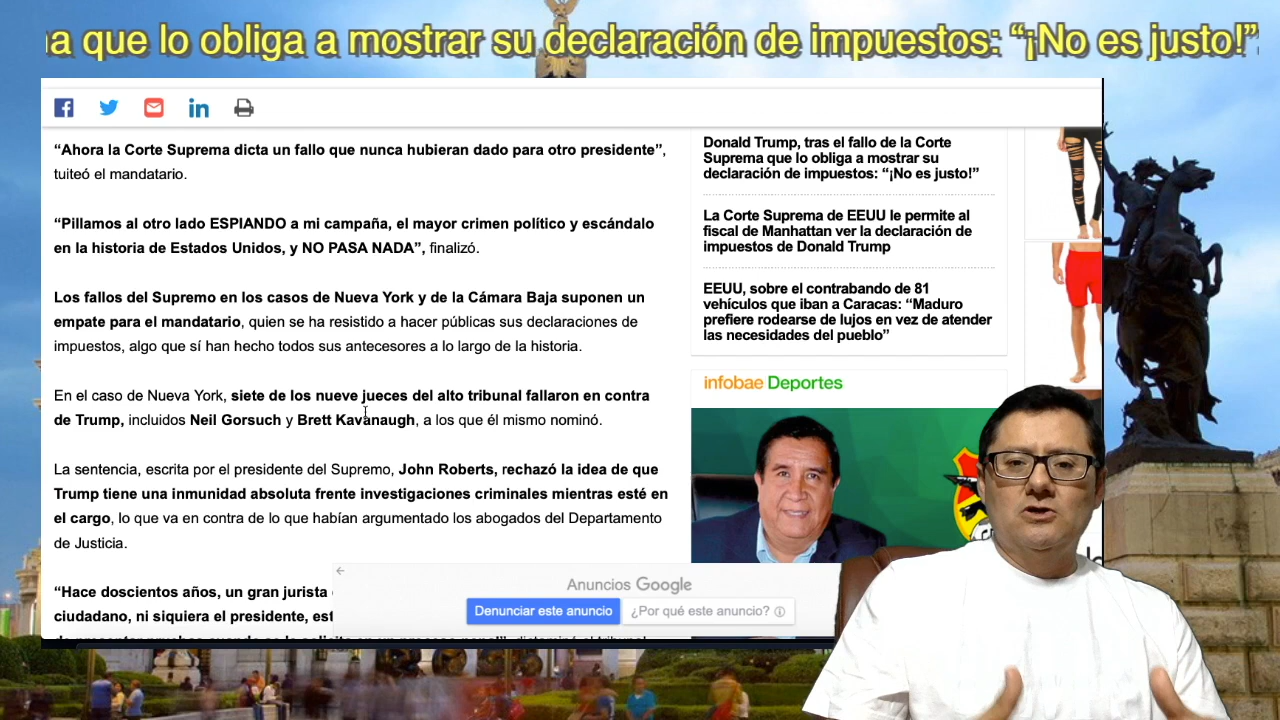 a que lo obliga a mostrar su declaración de impuestos: “¡No es justo!”
“Ahora la Corte Suprema dicta un fallo que nunca hubieran dado para otro presidente”,
tuiteó el mandatario.
“Pillamos al otro lado ESPIANDO a mi campaña, el mayor crimen político y escándalo
en la historia de Estados Unidos, y NO PASA NADA”, finalizó.
Los fallos del Supremo en los casos de Nueva York y de la Cámara Baja suponen un
empate para el mandatario, quien se ha resistido a hacer públicas sus declaraciones de
impuestos, algo que sí han hecho todos sus antecesores a lo largo de la historia.
En el caso de Nueva York, siete de los nueve jueces del alto tribunal fallaron en contra
de Trump, incluidos Neil Gorsuch y Brett Kavanaugh, a los que él mismo nominó.
La sentencia, escrita por el presidente del Supremo, John Roberts, rechazó la idea de que
Trump tiene una inmunidad absoluta frente investigaciones criminales mientras esté en
el cargo, lo que va en contra de lo que habían argumentado los abogados del Departamento
de Justicia.
“Hace doscientos años, un gran jurista
ciudadano, ni siquiera el presidente, est
Donald Trump, tras el fallo de la Corte
Suprema que lo obliga a mostrar su
declaración de impuestos: “¡No es justo!”
La Corte Suprema de EEUU le permite al
fiscal de Manhattan ver la declaración de
impuestos de Donald Trump
EEUU, sobre el contrabando de 81
vehículos que iban a Caracas: “Maduro
prefiere rodearse de lujos en vez de atender
las necesidades del pueblo”
infobae Deportes
Anuncios Google
Denunciar este anuncio
¿Por qué este anuncio?